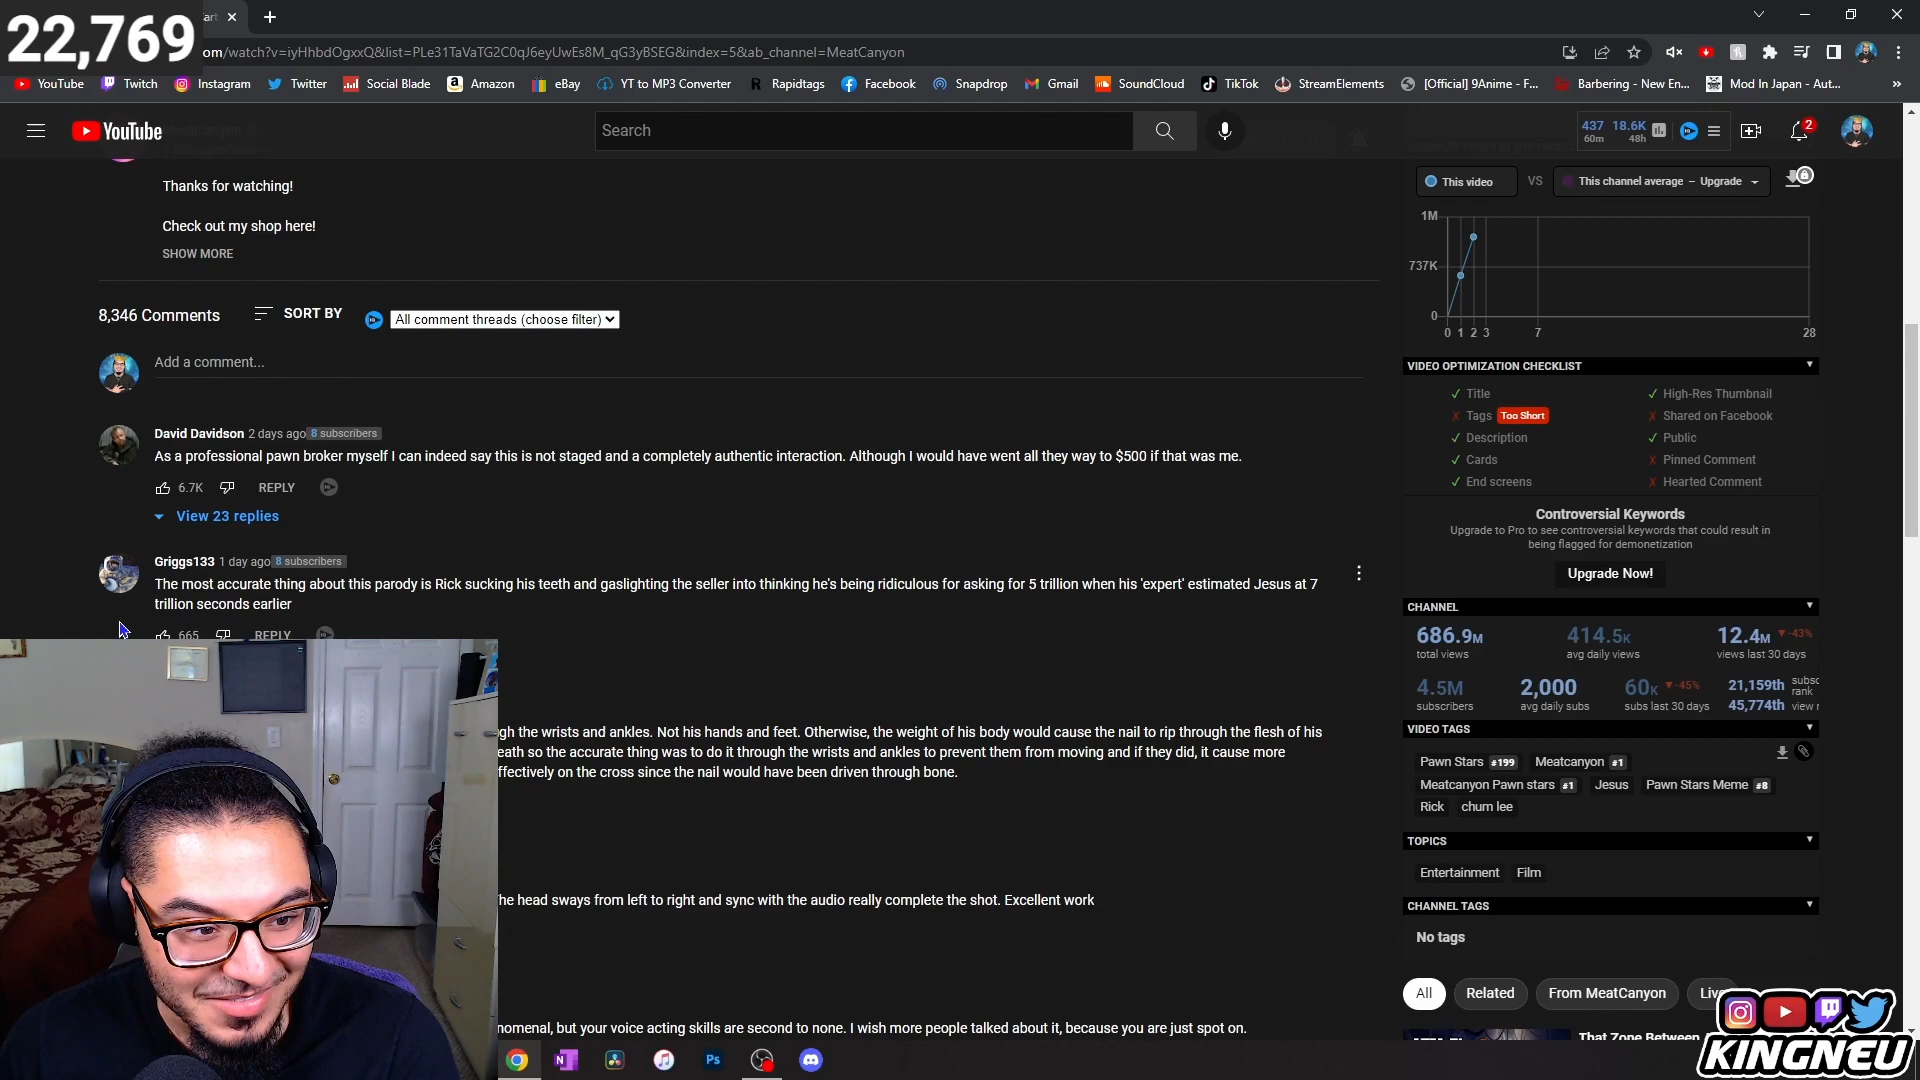 22,769
art
om/watch?v=iyHhbdOgxxQ&list=PLe31TaVaTG2C0qJ6eyUwEs8M_qG3yBSEG&index=5&ab_channel=MeatCanyon
YouTube Twitch Instagram Twitter Social Blade Amazon eBay YT to MP3 Converter Rapidtags Facebook Snapdrop Gmail SoundCloud TikTok StreamElements [Official] 9Anime - F... Barbering - New En... Mod In Japan - Aut... »
YouTube
Search
437 18.6K
60m 48h
2
Thanks for watching!
Check out my shop here!
SHOW MORE
8,346 Comments SORT BY All comment threads (choose filter)
Add a comment...
David Davidson 2 days ago 8 subscribers
As a professional pawn broker myself I can indeed say this is not staged and a completely authentic interaction. Although I would have went all they way to $500 if that was me.
6.7K REPLY
View 23 replies
Griggs133 1 day ago 8 subscribers
The most accurate thing about this parody is Rick sucking his teeth and gaslighting the seller into thinking he's being ridiculous for asking for 5 trillion when his 'expert' estimated Jesus at 7
trillion seconds earlier
665 REPLY
gh the wrists and ankles. Not his hands and feet. Otherwise, the weight of his body would cause the nail to rip through the flesh of his
eath so the accurate thing was to do it through the wrists and ankles to prevent them from moving and if they did, it cause more
ffectively on the cross since the nail would have been driven through bone.
he head sways from left to right and sync with the audio really complete the shot. Excellent work
nomenal, but your voice acting skills are second to none. I wish more people talked about it, because you are just spot on.
This video VS This channel average – Upgrade
1M
737K
0
0 1 2 3 7 28
VIDEO OPTIMIZATION CHECKLIST
✓ Title ✓ High-Res Thumbnail
✗ Tags Too Short ✗ Shared on Facebook
✓ Description ✓ Public
✓ Cards ✗ Pinned Comment
✓ End screens ✗ Hearted Comment
Controversial Keywords
Upgrade to Pro to see controversial keywords that could result in
being flagged for demonetization
Upgrade Now!
CHANNEL
686.9M 414.5K 12.4M ▼-43%
total views avg daily views views last 30 days
4.5M 2,000 60K ▼-45% 21,159th subsc rank
subscribers avg daily subs subs last 30 days 45,774th view r
VIDEO TAGS
Pawn Stars #199 Meatcanyon #1
Meatcanyon Pawn stars #1 Jesus Pawn Stars Meme #8
Rick chum lee
TOPICS
Entertainment Film
CHANNEL TAGS
No tags
All Related From MeatCanyon Liv
That Zone Between
KINGNEU
N Ps